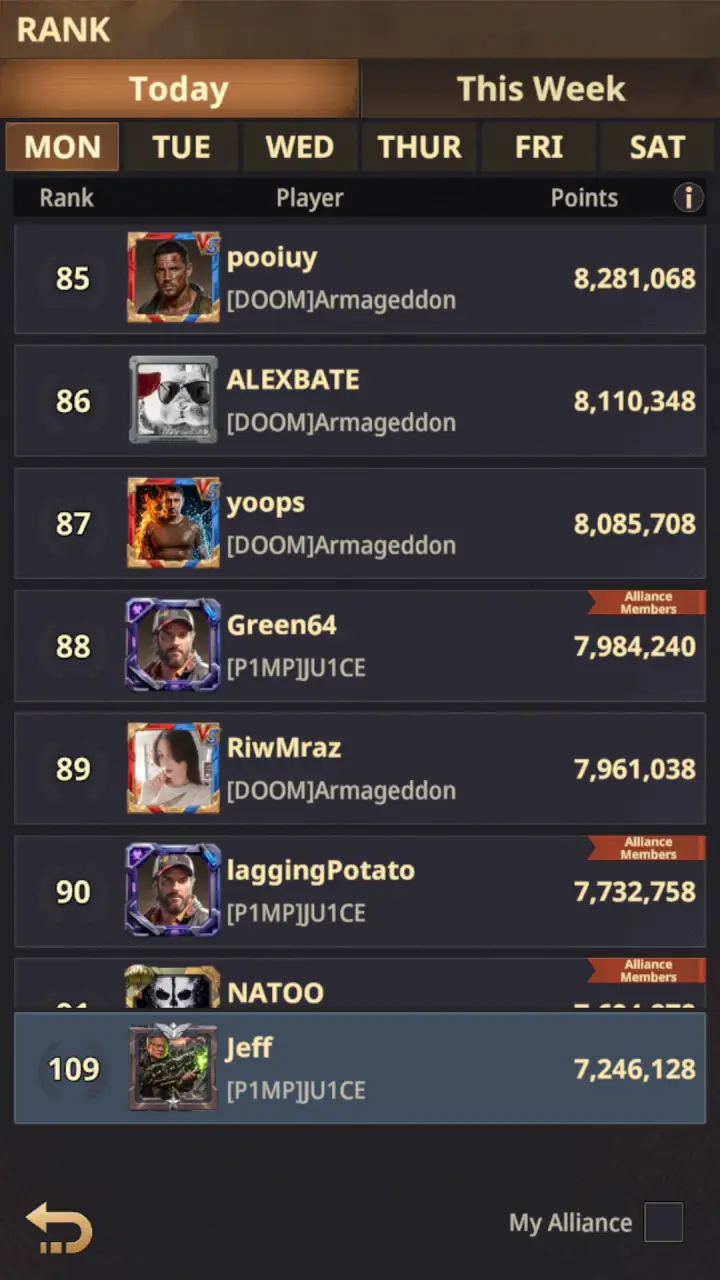 RANK
Today
This Week
MON
TUE
WED
THUR
FRI
SAT
Rank
Player
Points
i
85
VS
pooiuy
[DOOM]Armageddon
8,281,068
86
ALEXBATE
[DOOM]Armageddon
8,110,348
87
VS
yoops
[DOOM]Armageddon
8,085,708
88
Green64
[P1MP]JU1CE
Alliance
Members
7,984,240
89
VS
RiwMraz
[DOOM]Armageddon
7,961,038
90
laggingPotato
[P1MP]JU1CE
Alliance
Members
7,732,758
NATOO
Alliance
Members
109
Jeff
[P1MP]JU1CE
7,246,128
My Alliance